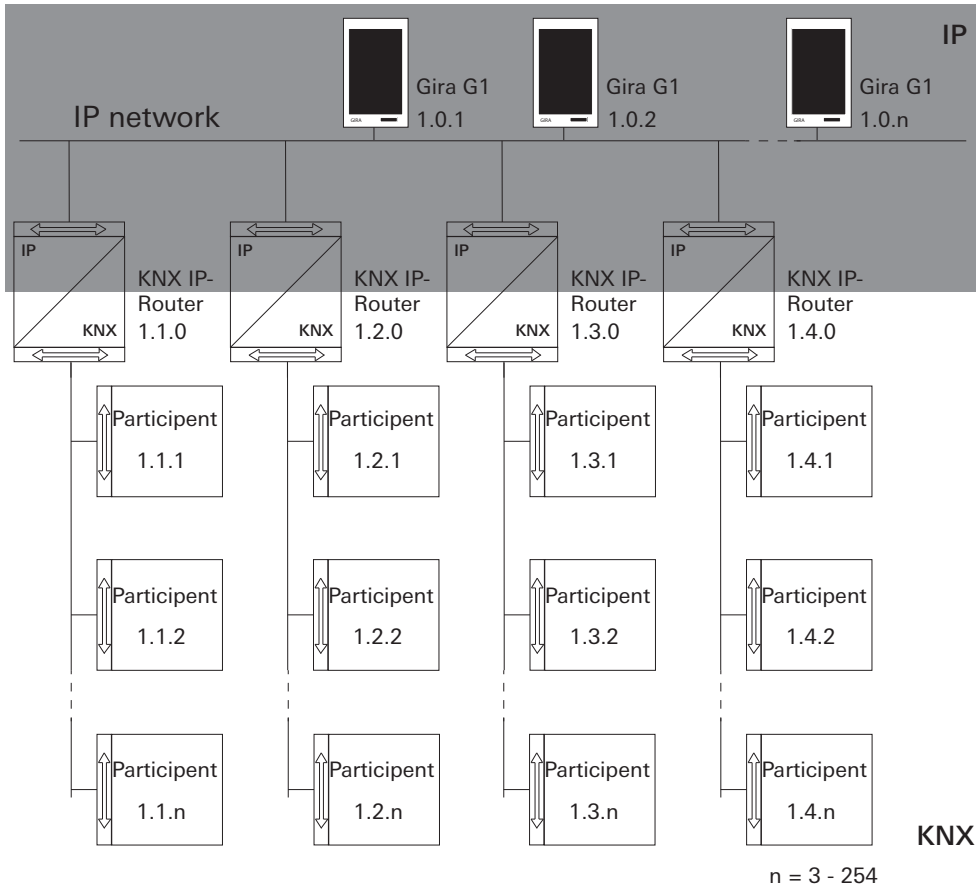 IP
Gira G1
1.0.1
Gira G1
1.0.2
Gira G1
1.0.n
GIRA
GIRA
GIRA
IP network
IP
KNX
KNX IP-
Router
1.1.0
IP
KNX
KNX IP-
Router
1.2.0
IP
KNX
KNX IP-
Router
1.3.0
IP
KNX
KNX IP-
Router
1.4.0
Participent
1.1.1
Participent
1.2.1
Participent
1.3.1
Participent
1.4.1
Participent
1.1.2
Participent
1.2.2
Participent
1.3.2
Participent
1.4.2
Participent
1.1.n
Participent
1.2.n
Participent
1.3.n
Participent
1.4.n
KNX
n = 3 - 254